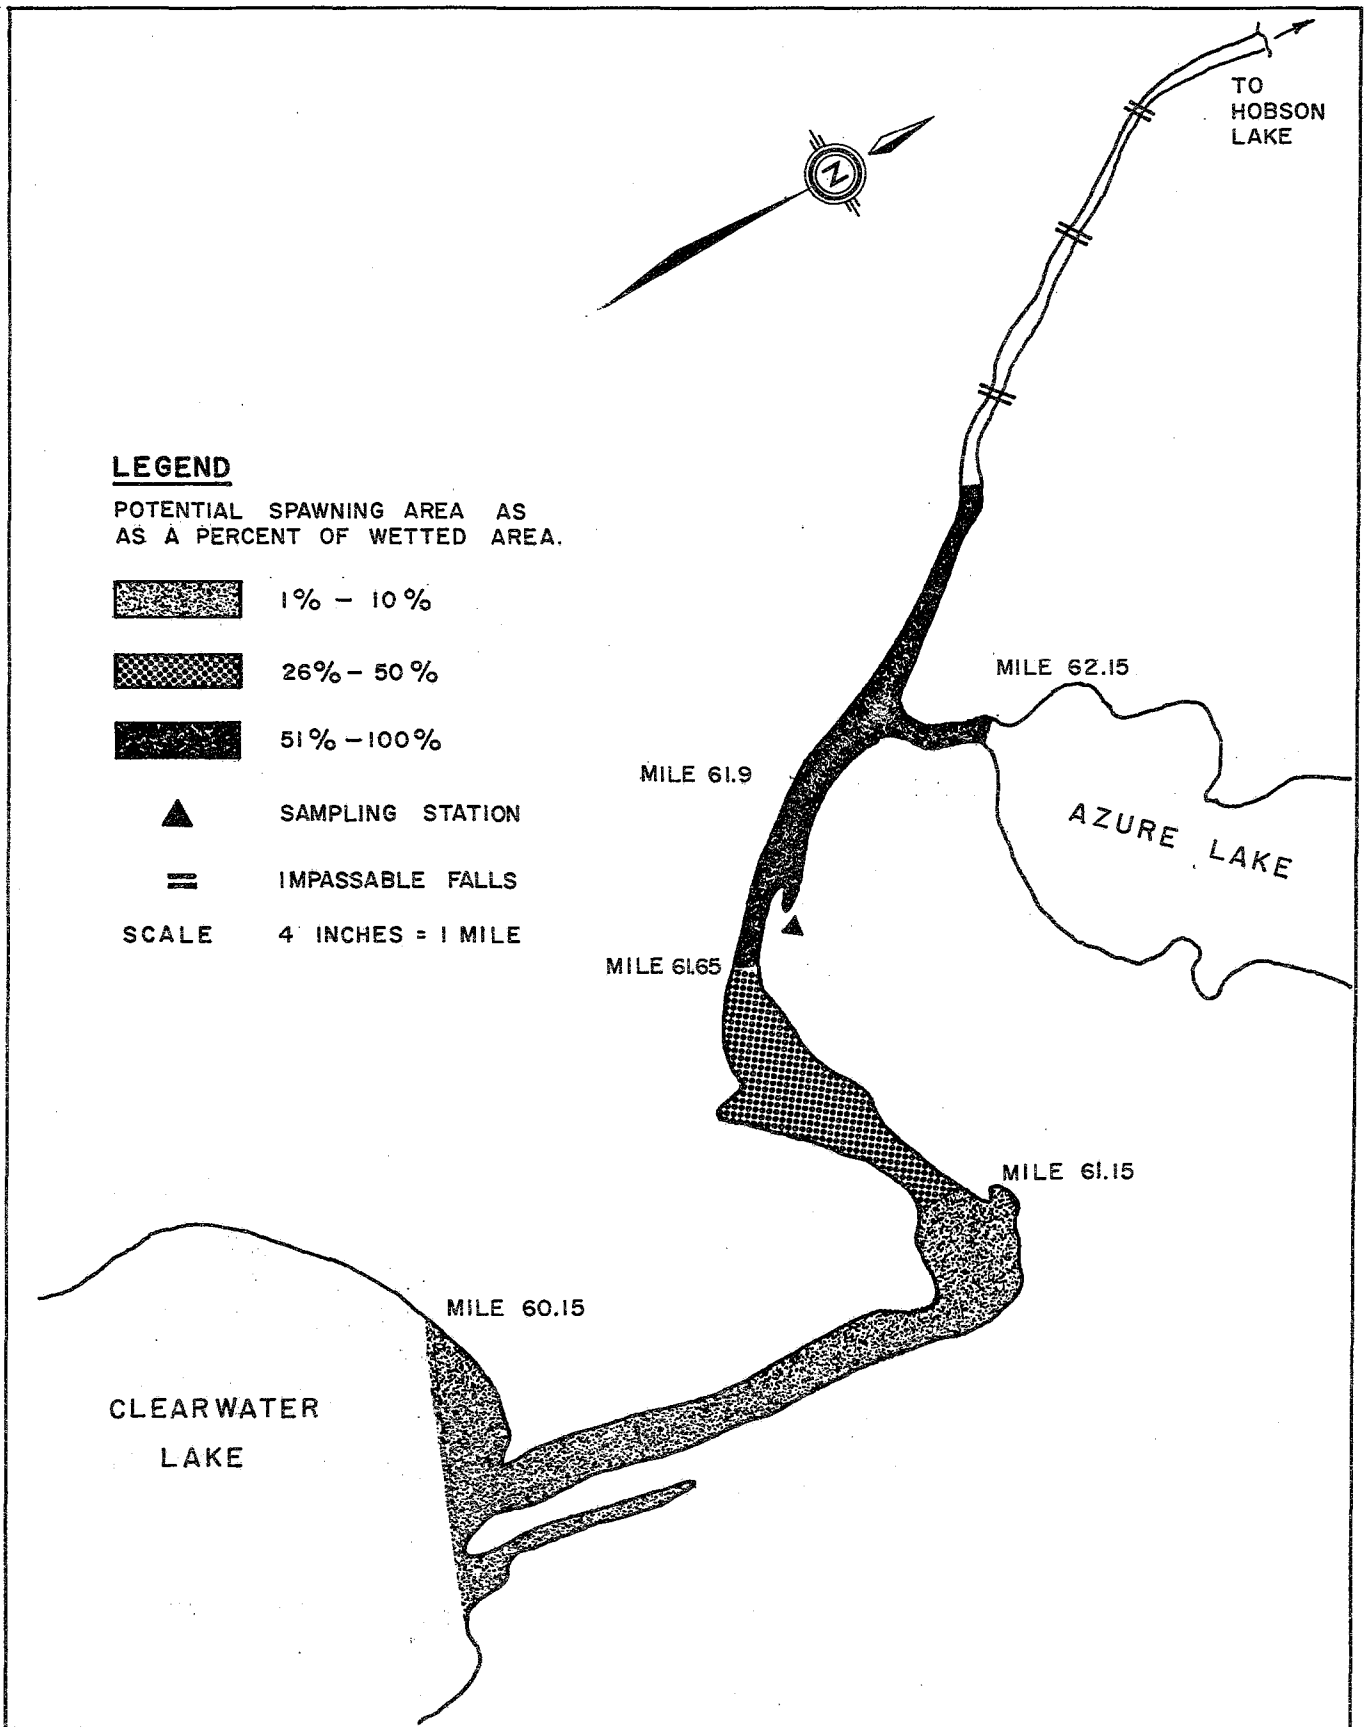 TO
HOBSON
LAKE
N
LEGEND
POTENTIAL SPAWNING AREA AS
AS A PERCENT OF WETTED AREA.
1% - 10%
26% - 50%
51% - 100%
SAMPLING STATION
IMPASSABLE FALLS
SCALE 4 INCHES = 1 MILE
MILE 62.15
MILE 61.9
AZURE LAKE
MILE 61.65
MILE 61.15
MILE 60.15
CLEARWATER
LAKE